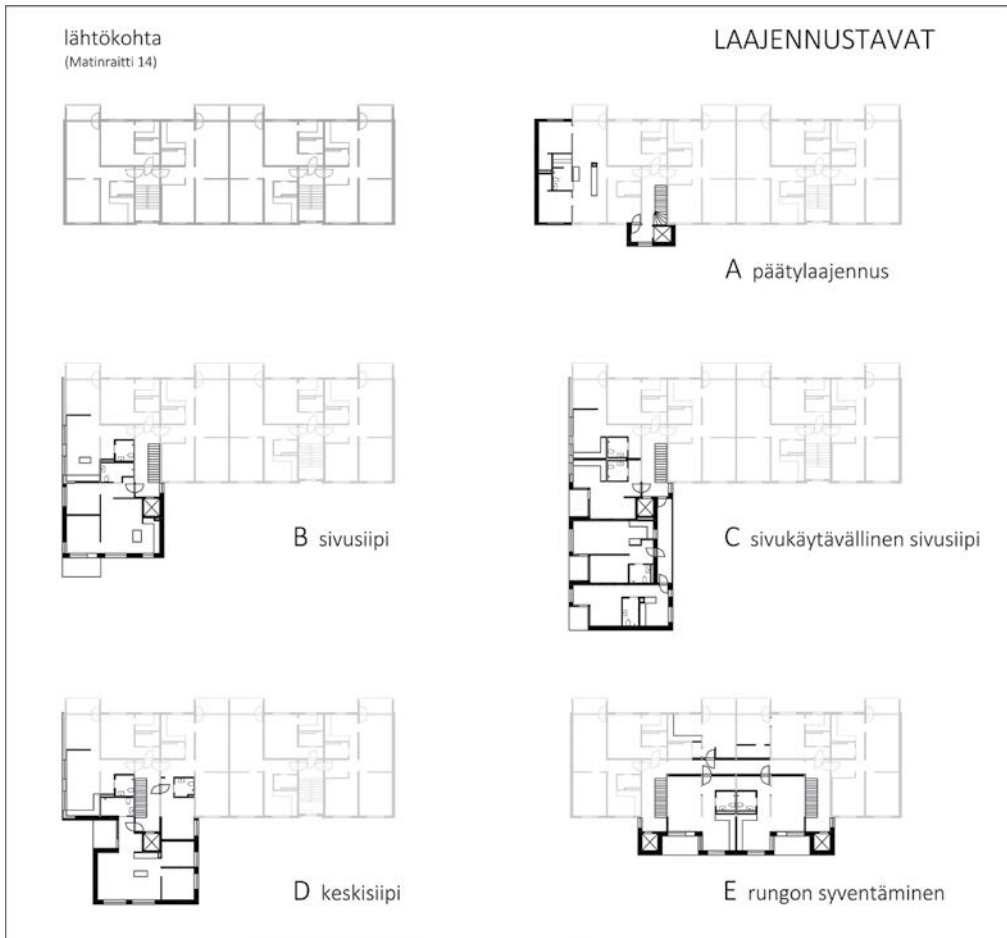 lähtökohta
(Matinraitti 14)
LAAJENNUSTAVAT
A päätylaajennus
B sivusiipi
C sivukäytävällinen sivusiipi
D keskisiipi
E rungon syventäminen